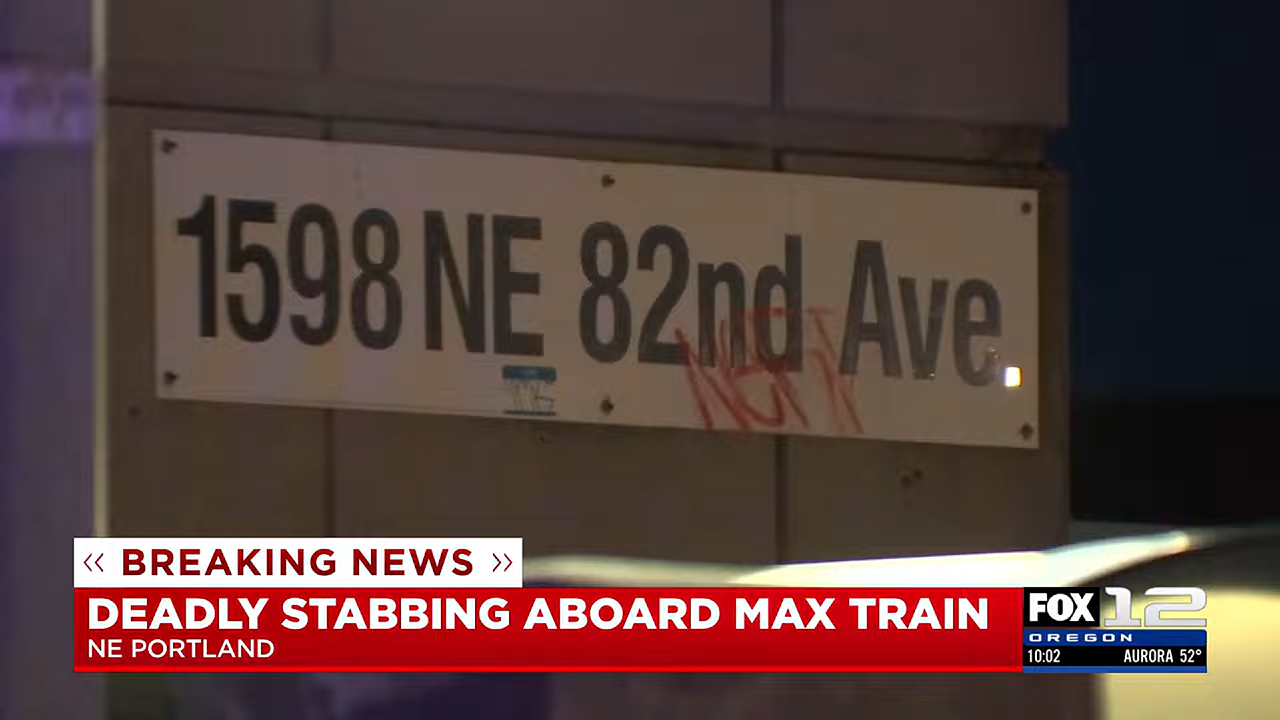 1598 NE 82nd Ave.
BREAKING NEWS
DEADLY STABBING ABOARD MAX TRAIN
NE PORTLAND
FOX 12
OREGON
10:02 AURORA 52°